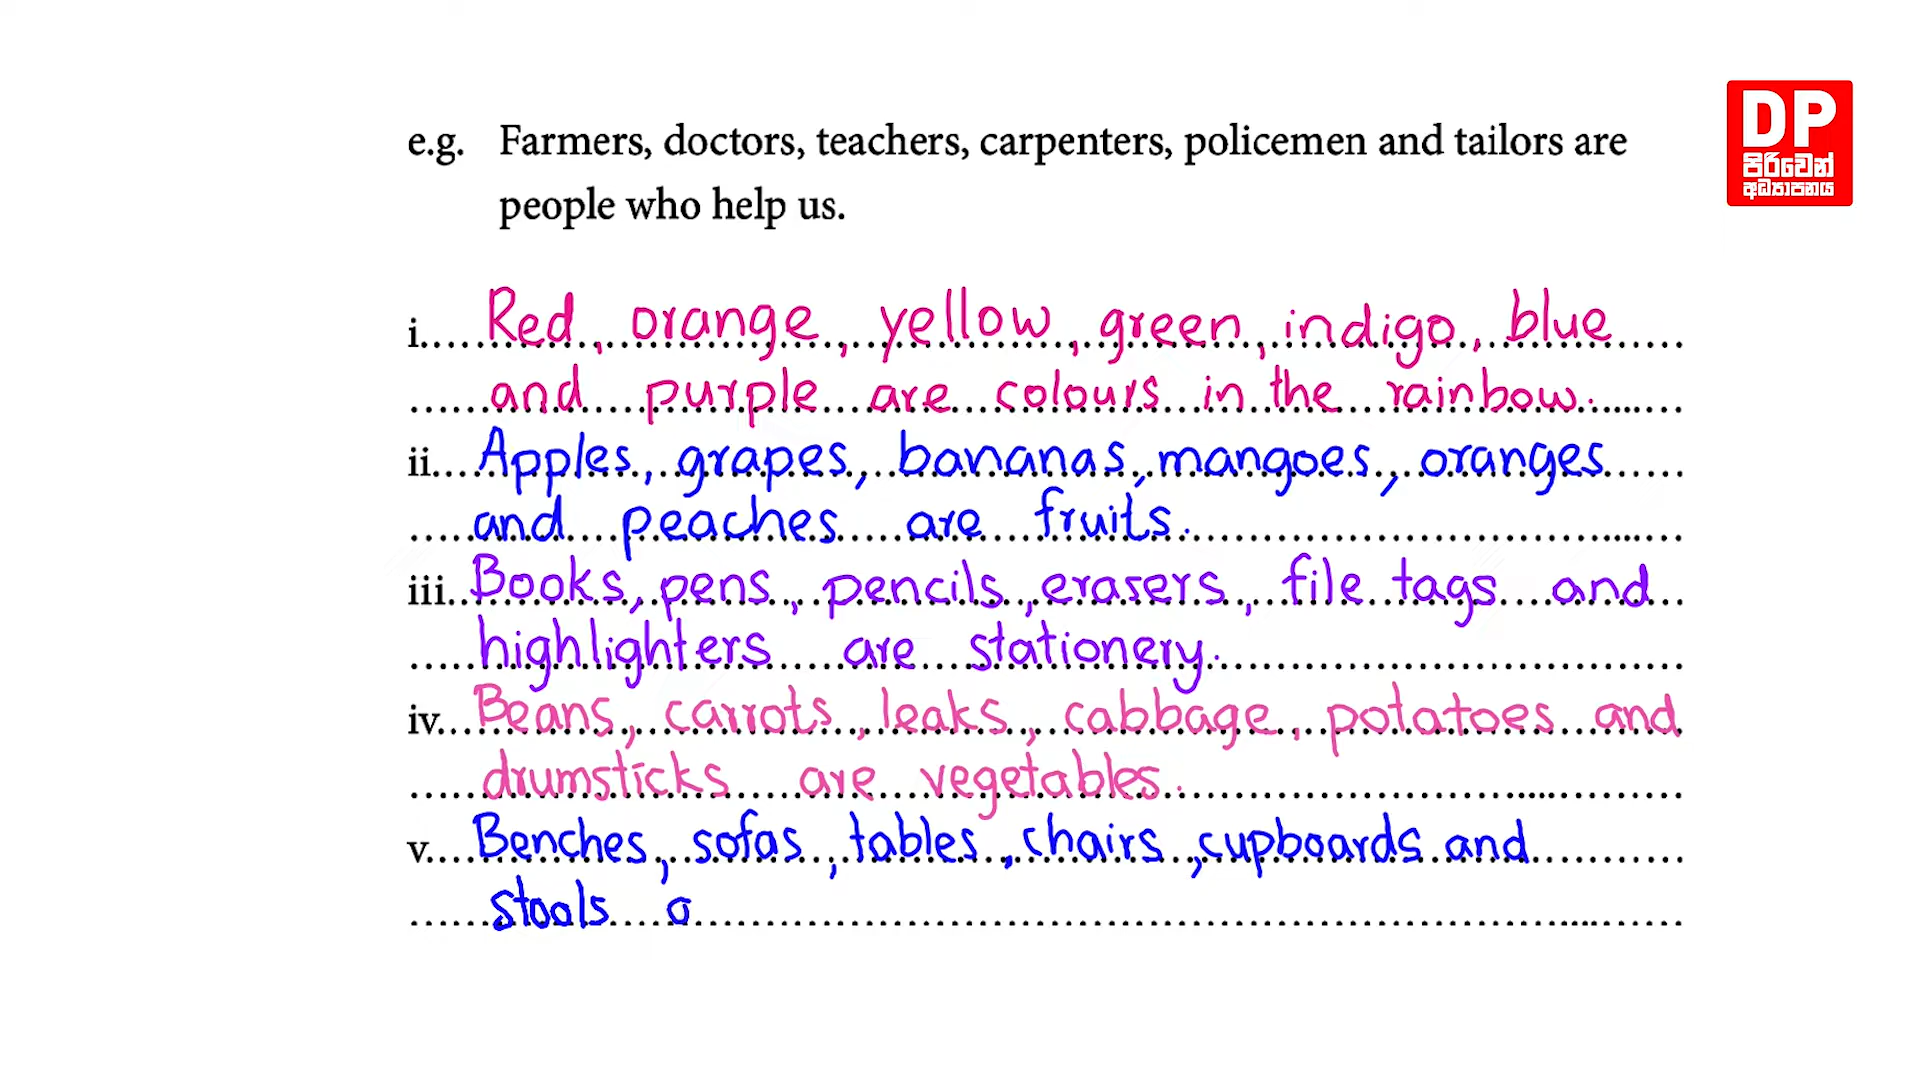 DP
පිරිවෙන්
අධ්‍යාපනය
e.g. Farmers, doctors, teachers, carpenters, policemen and tailors are
people who help us.
i. Red, orange, yellow, green, indigo, blue
and purple are colours in the rainbow.
ii. Apples, grapes, bananas, mangoes, oranges
and peaches are fruits.
iii. Books, pens, pencils, erasers, file tags and
highlighters are stationery.
iv. Beans, carrots, leaks, cabbage, potatoes and
drumsticks are vegetables.
v. Benches, sofas, tables, chairs, cupboards and
stools a